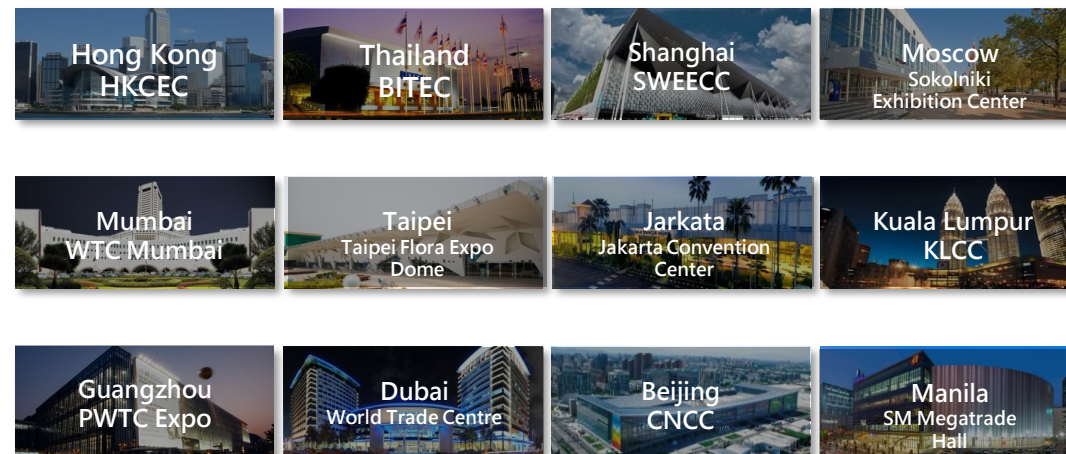 Hong Kong
HKCEC
Thailand
BITEC
Shanghai
SWEECC
Moscow
Sokolniki
Exhibition Center
Mumbai
WTC Mumbai
Taipei
Taipei Flora Expo
Dome
Jarkata
Jakarta Convention
Center
Kuala Lumpur
KLCC
Guangzhou
PWTC Expo
Dubai
World Trade Centre
Beijing
CNCC
Manila
SM Megatrade
Hall